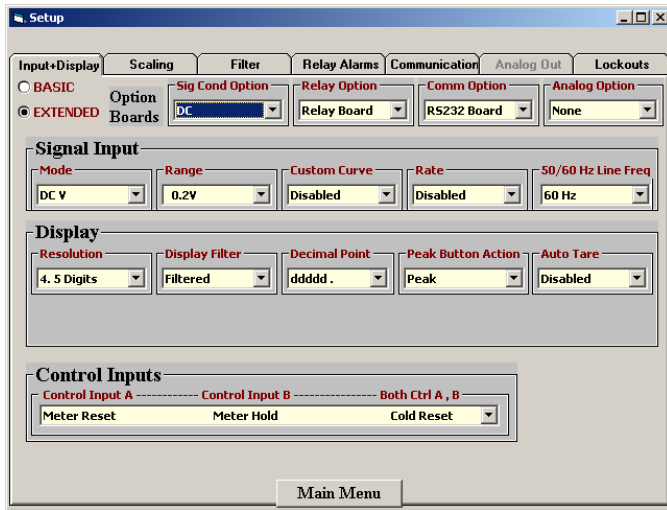 Setup
Input+Display Scaling Filter Relay Alarms Communication Analog Out Lockouts
BASIC
EXTENDED
Option
Boards
Sig Cond Option Relay Option Comm Option Analog Option
DC Relay Board RS232 Board None
Signal Input
Mode Range Custom Curve Rate 50/60 Hz Line Freq
DC V 0.2V Disabled Disabled 60 Hz
Display
Resolution Display Filter Decimal Point Peak Button Action Auto Tare
4. 5 Digits Filtered ddddd . Peak Disabled
Control Inputs
Control Input A ------------ Control Input B ---------------- Both Ctrl A , B
Meter Reset Meter Hold Cold Reset
Main Menu